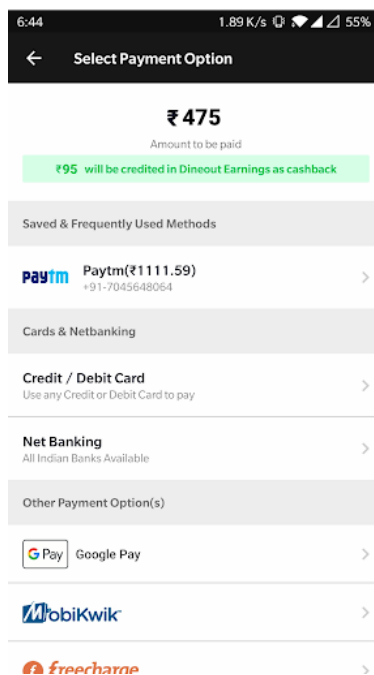 6:44 1.89 K/s 55%
Select Payment Option
₹ 475
Amount to be paid
₹95 will be credited in Dineout Earnings as cashback
Saved & Frequently Used Methods
Paytm Paytm(₹1111.59)
+91-7045648064
Cards & Netbanking
Credit / Debit Card
Use any Credit or Debit Card to pay
Net Banking
All Indian Banks Available
Other Payment Option(s)
G Pay Google Pay
MobiKwik
f freecharge